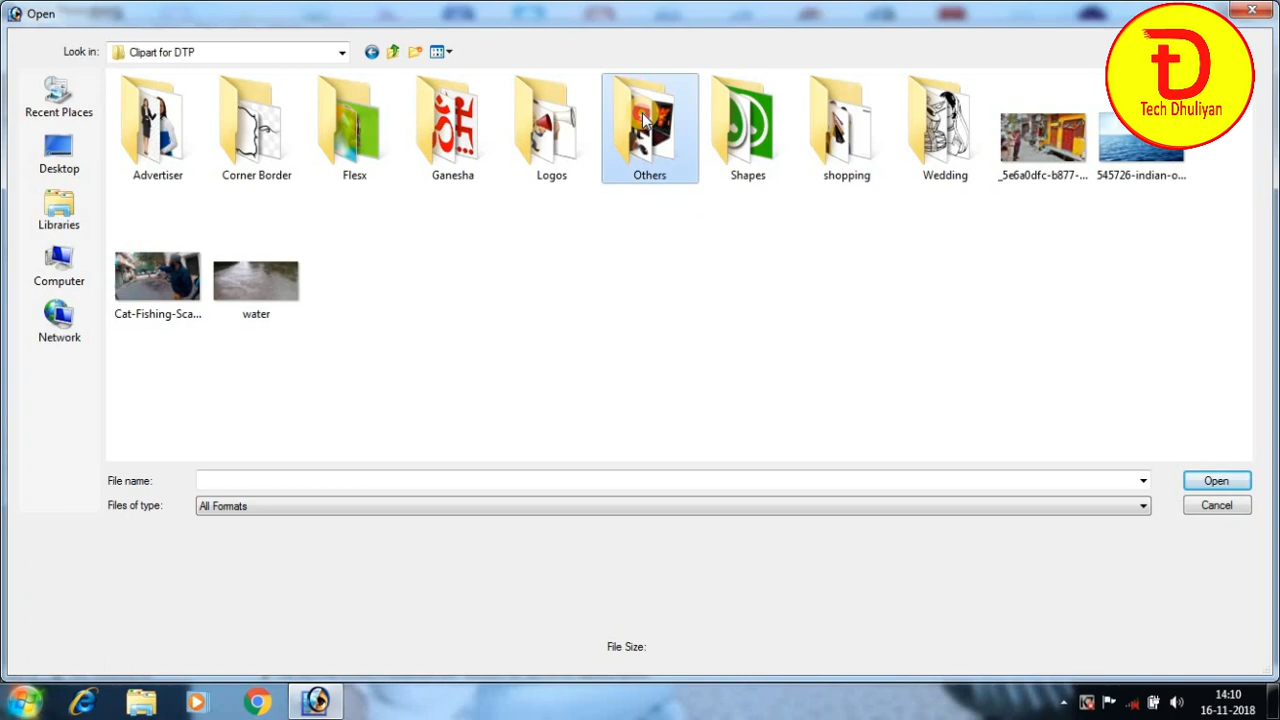 Open
Look in:
Clipart for DTP
Tech Dhuliyan
Recent Places
Desktop
Libraries
Computer
Network
Advertiser
Corner Border
Flesx
Ganesha
Logos
Others
Shapes
shopping
Wedding
_5e6a0dfc-b877-...
545726-indian-o...
Cat-Fishing-Sca...
water
File name:
Open
Files of type:
All Formats
Cancel
File Size:
14:10
16-11-2018